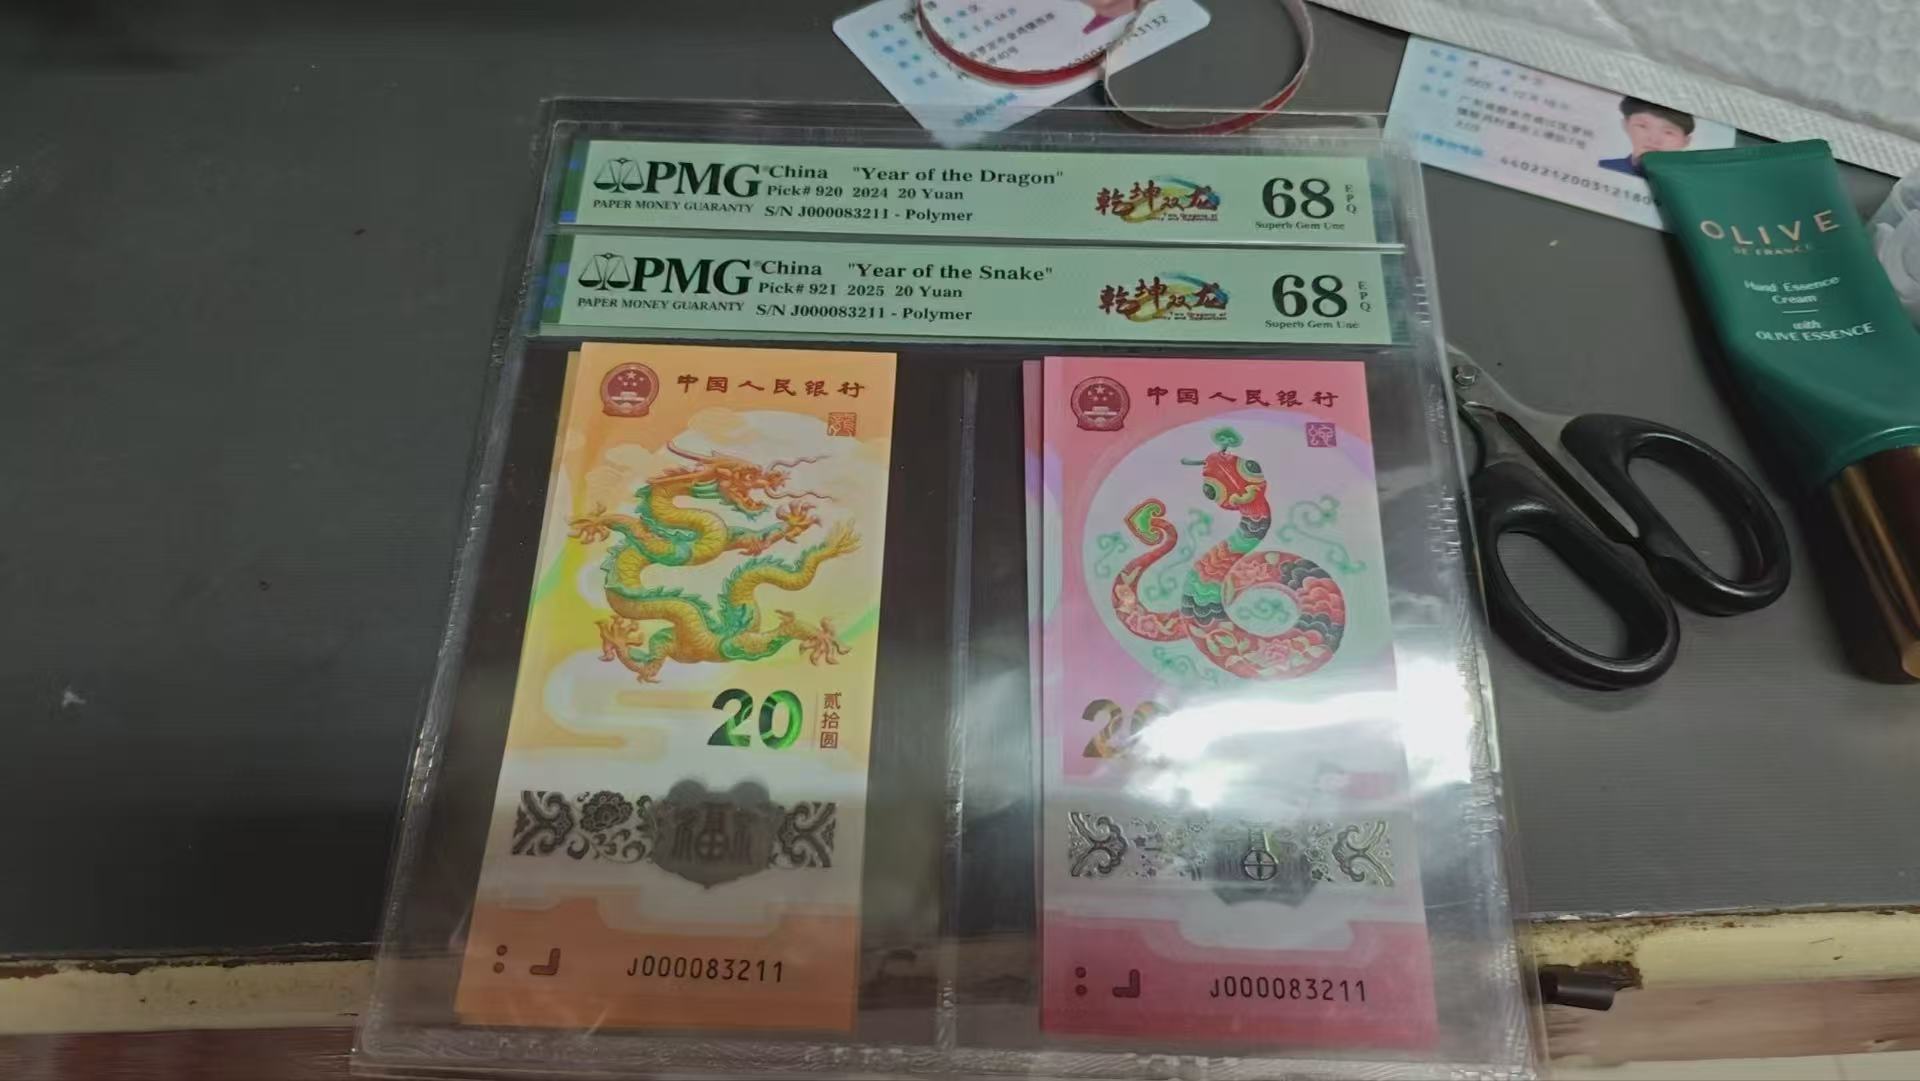 PMG
PAPER MONEY GUARANTY
China "Year of the Dragon"
Pick# 920 2024 20 Yuan
S/N J000083211 - Polymer
乾坤双龙
68
EPQ
Superb Gem Unc
PMG
PAPER MONEY GUARANTY
China "Year of the Snake"
Pick# 921 2025 20 Yuan
S/N J000083211 - Polymer
乾坤双龙
68
EPQ
Superb Gem Unc
中国人民银行
20
贰拾圆
福
J000083211
中国人民银行
20
J000083211
OLIVE
DE FRANCE
Hand Essence
Cream
with
OLIVE ESSENCE